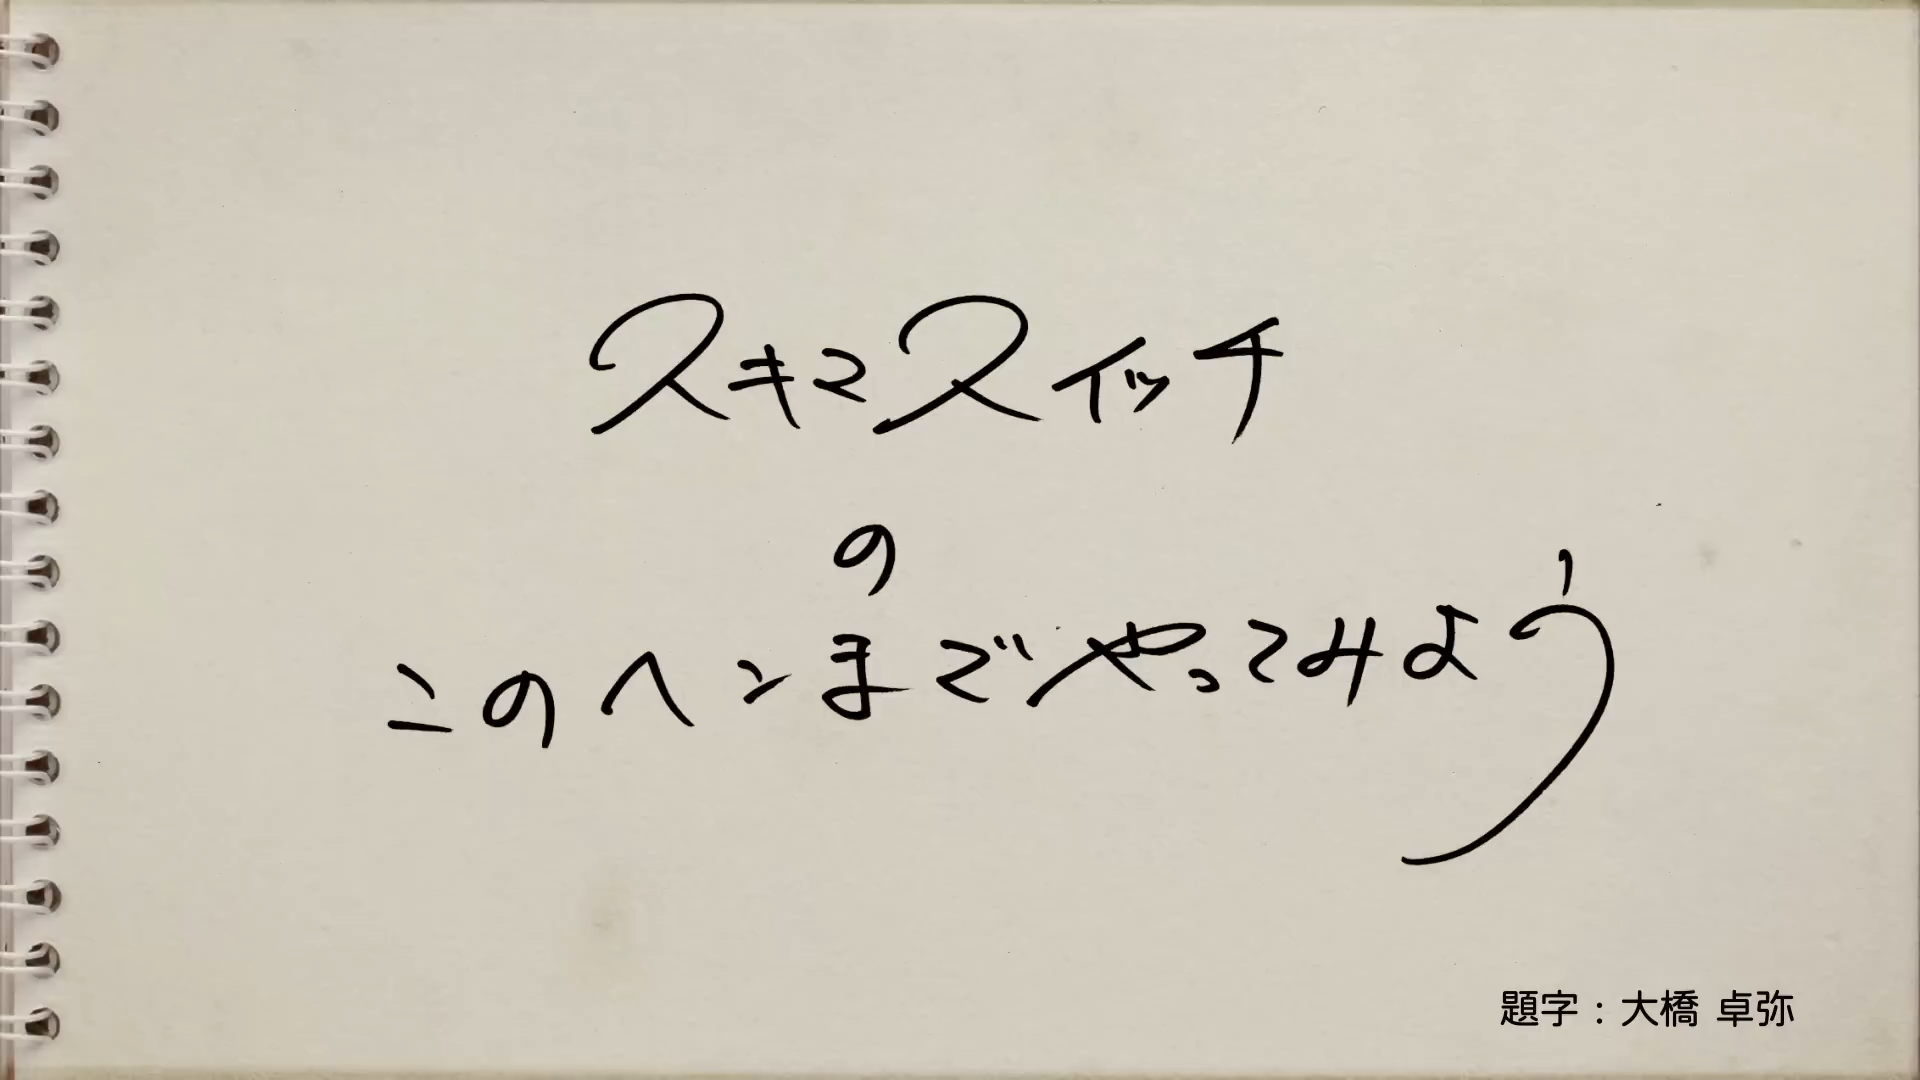 スキマスイッチ
の
このヘンまでやってみよう
題字：大橋 卓弥